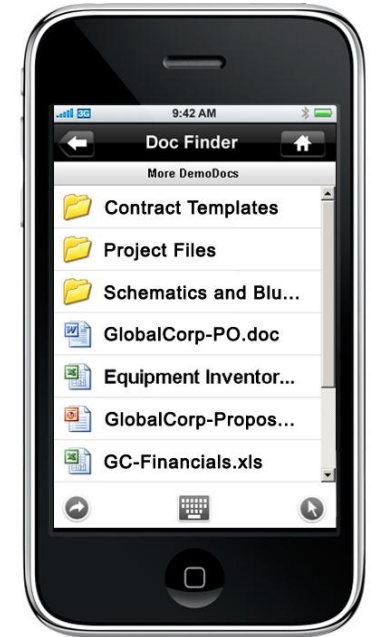 3G
9:42 AM
Doc Finder
More DemoDocs
Contract Templates
Project Files
Schematics and Blu...
GlobalCorp-PO.doc
Equipment Inventor...
GlobalCorp-Propos...
GC-Financials.xls